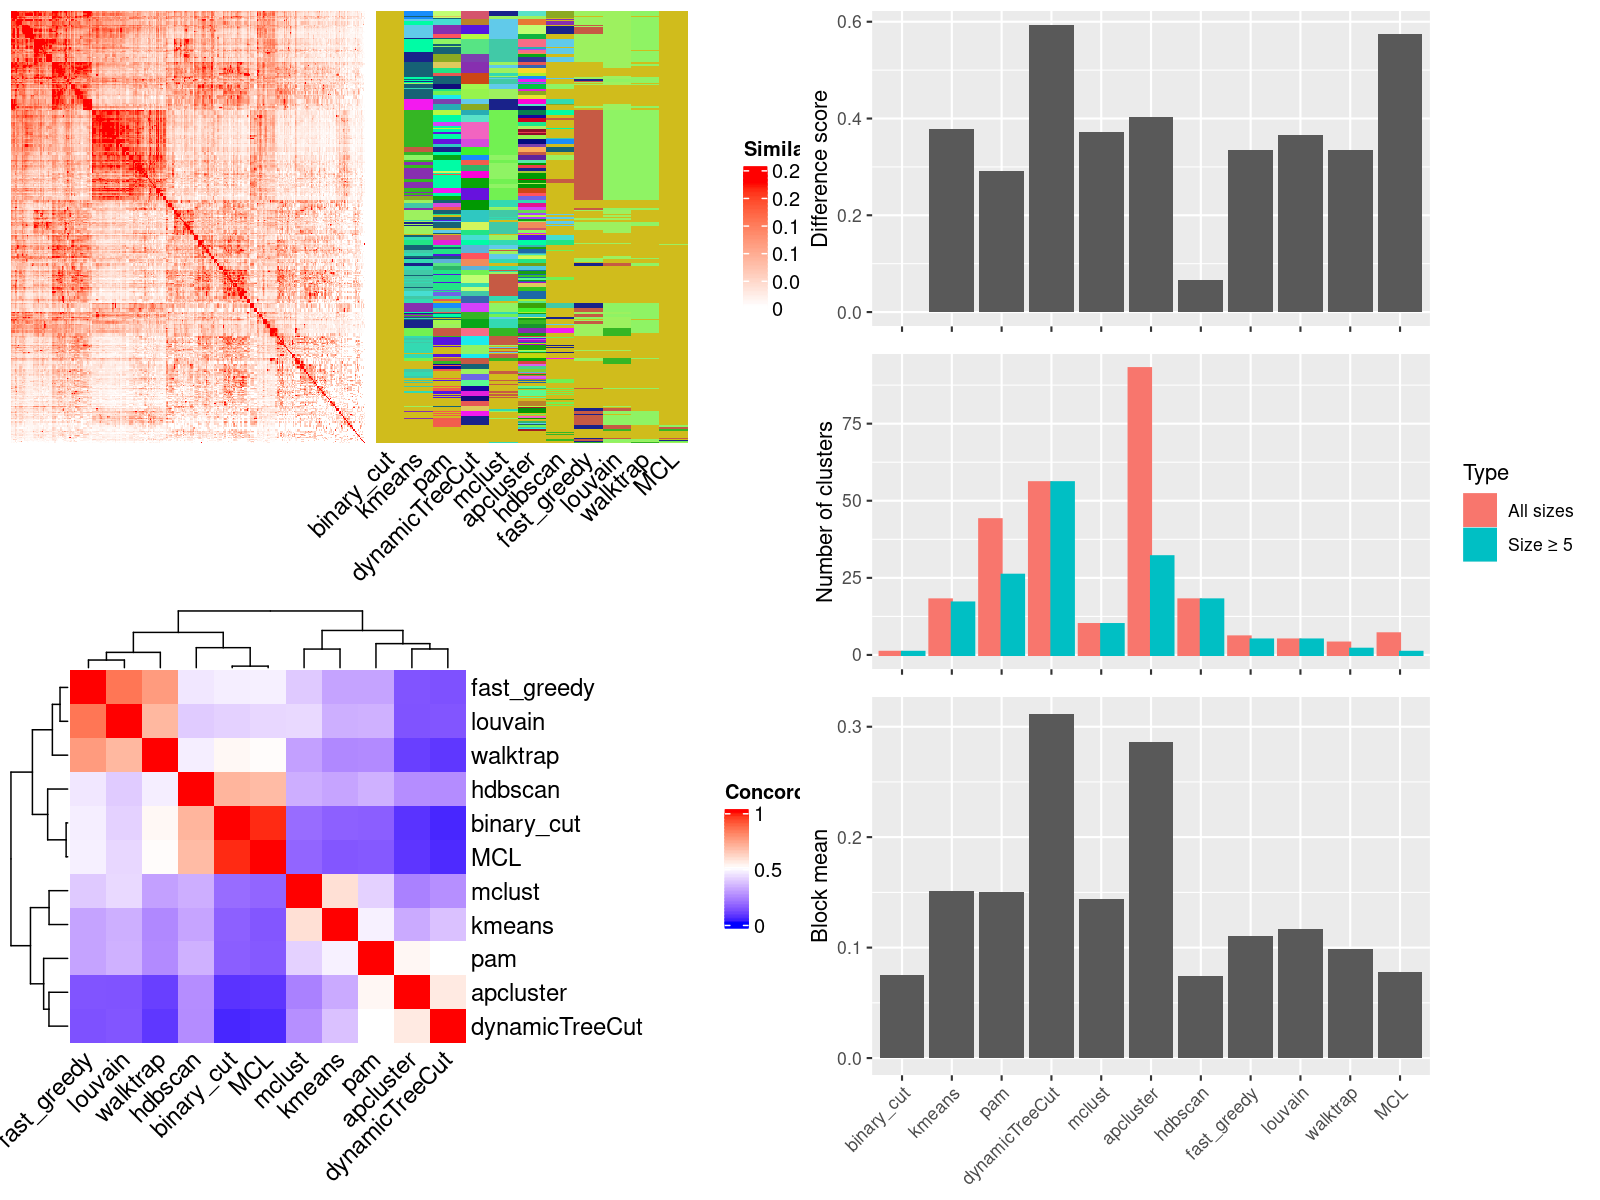 Simila
0.2
0.1
0.1
0.0
0
binary_cut
kmeans
pam
dynamicTreeCut
mclust
apcluster
hdbscan
fast_greedy
louvain
walktrap
MCL
fast_greedy
louvain
walktrap
hdbscan
binary_cut
MCL
mclust
kmeans
pam
apcluster
dynamicTreeCut
fast_greedy
louvain
walktrap
hdbscan
binary_cut
MCL
mclust
kmeans
pam
apcluster
dynamicTreeCut
Concord
1
0.5
0
Difference score
0.6
0.4
0.2
0.0
Number of clusters
75
50
25
0
Type
All sizes
Size ≥ 5
Block mean
0.3
0.2
0.1
0.0
binary_cut
kmeans
pam
dynamicTreeCut
mclust
apcluster
hdbscan
fast_greedy
louvain
walktrap
MCL